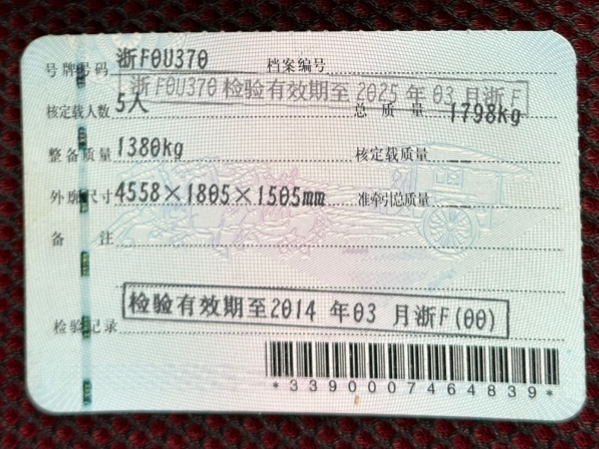 号牌号码 浙F0U370 档案编号
浙F0U370检验有效期至2025年03月浙F
核定载人数 5人 总质量 1798kg
整备质量 1380kg 核定载质量 --
外廓尺寸 4558×1805×1505mm 准牵引总质量 --
备注
检验有效期至2014年03月浙F(00)
检验记录
*3390007464839*